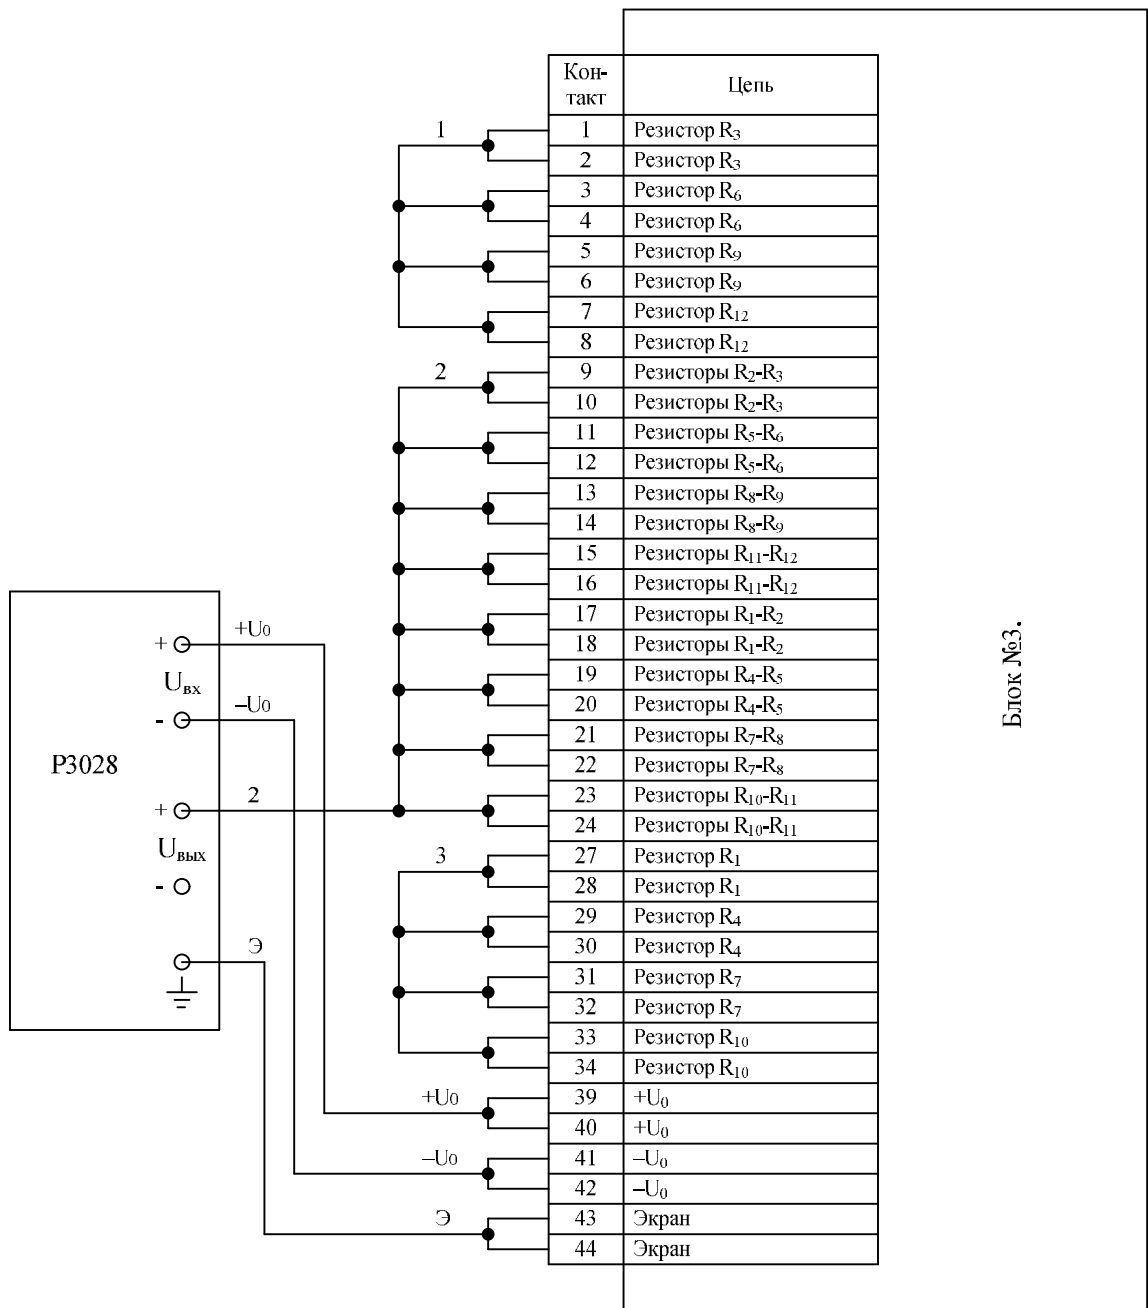 Кон-
такт
Цепь
1
1 Резистор R3
2 Резистор R3
3 Резистор R6
4 Резистор R6
5 Резистор R9
6 Резистор R9
7 Резистор R12
8 Резистор R12
2
9 Резисторы R2-R3
10 Резисторы R2-R3
11 Резисторы R5-R6
12 Резисторы R5-R6
13 Резисторы R8-R9
14 Резисторы R8-R9
15 Резисторы R11-R12
16 Резисторы R11-R12
17 Резисторы R1-R2
18 Резисторы R1-R2
19 Резисторы R4-R5
20 Резисторы R4-R5
21 Резисторы R7-R8
22 Резисторы R7-R8
23 Резисторы R10-R11
24 Резисторы R10-R11
3
27 Резистор R1
28 Резистор R1
29 Резистор R4
30 Резистор R4
31 Резистор R7
32 Резистор R7
33 Резистор R10
34 Резистор R10
+U0
39 +U0
40 +U0
–U0
41 –U0
42 –U0
Э
43 Экран
44 Экран
+
+U0
Uвх
-
–U0
Р3028
+
2
Uвых
-
Э
Блок №3.